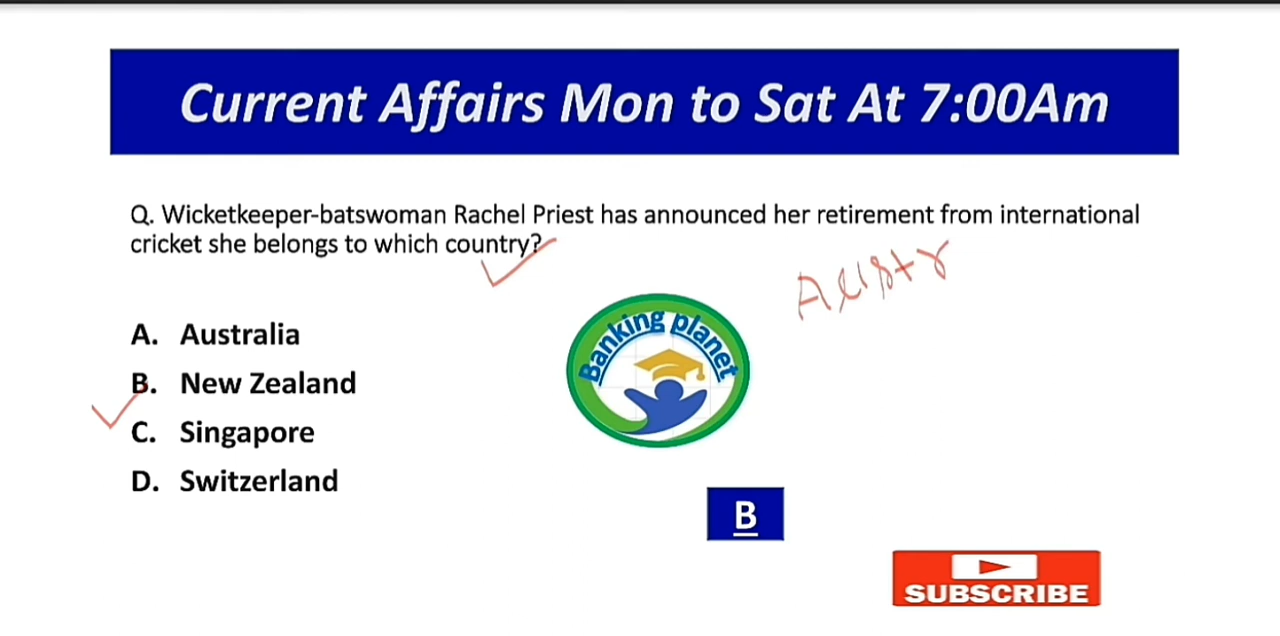 Current Affairs Mon to Sat At 7:00Am
Q. Wicketkeeper-batswoman Rachel Priest has announced her retirement from international
cricket she belongs to which country?
Austr
A. Australia
B. New Zealand
C. Singapore
D. Switzerland
Banking planet
B
SUBSCRIBE